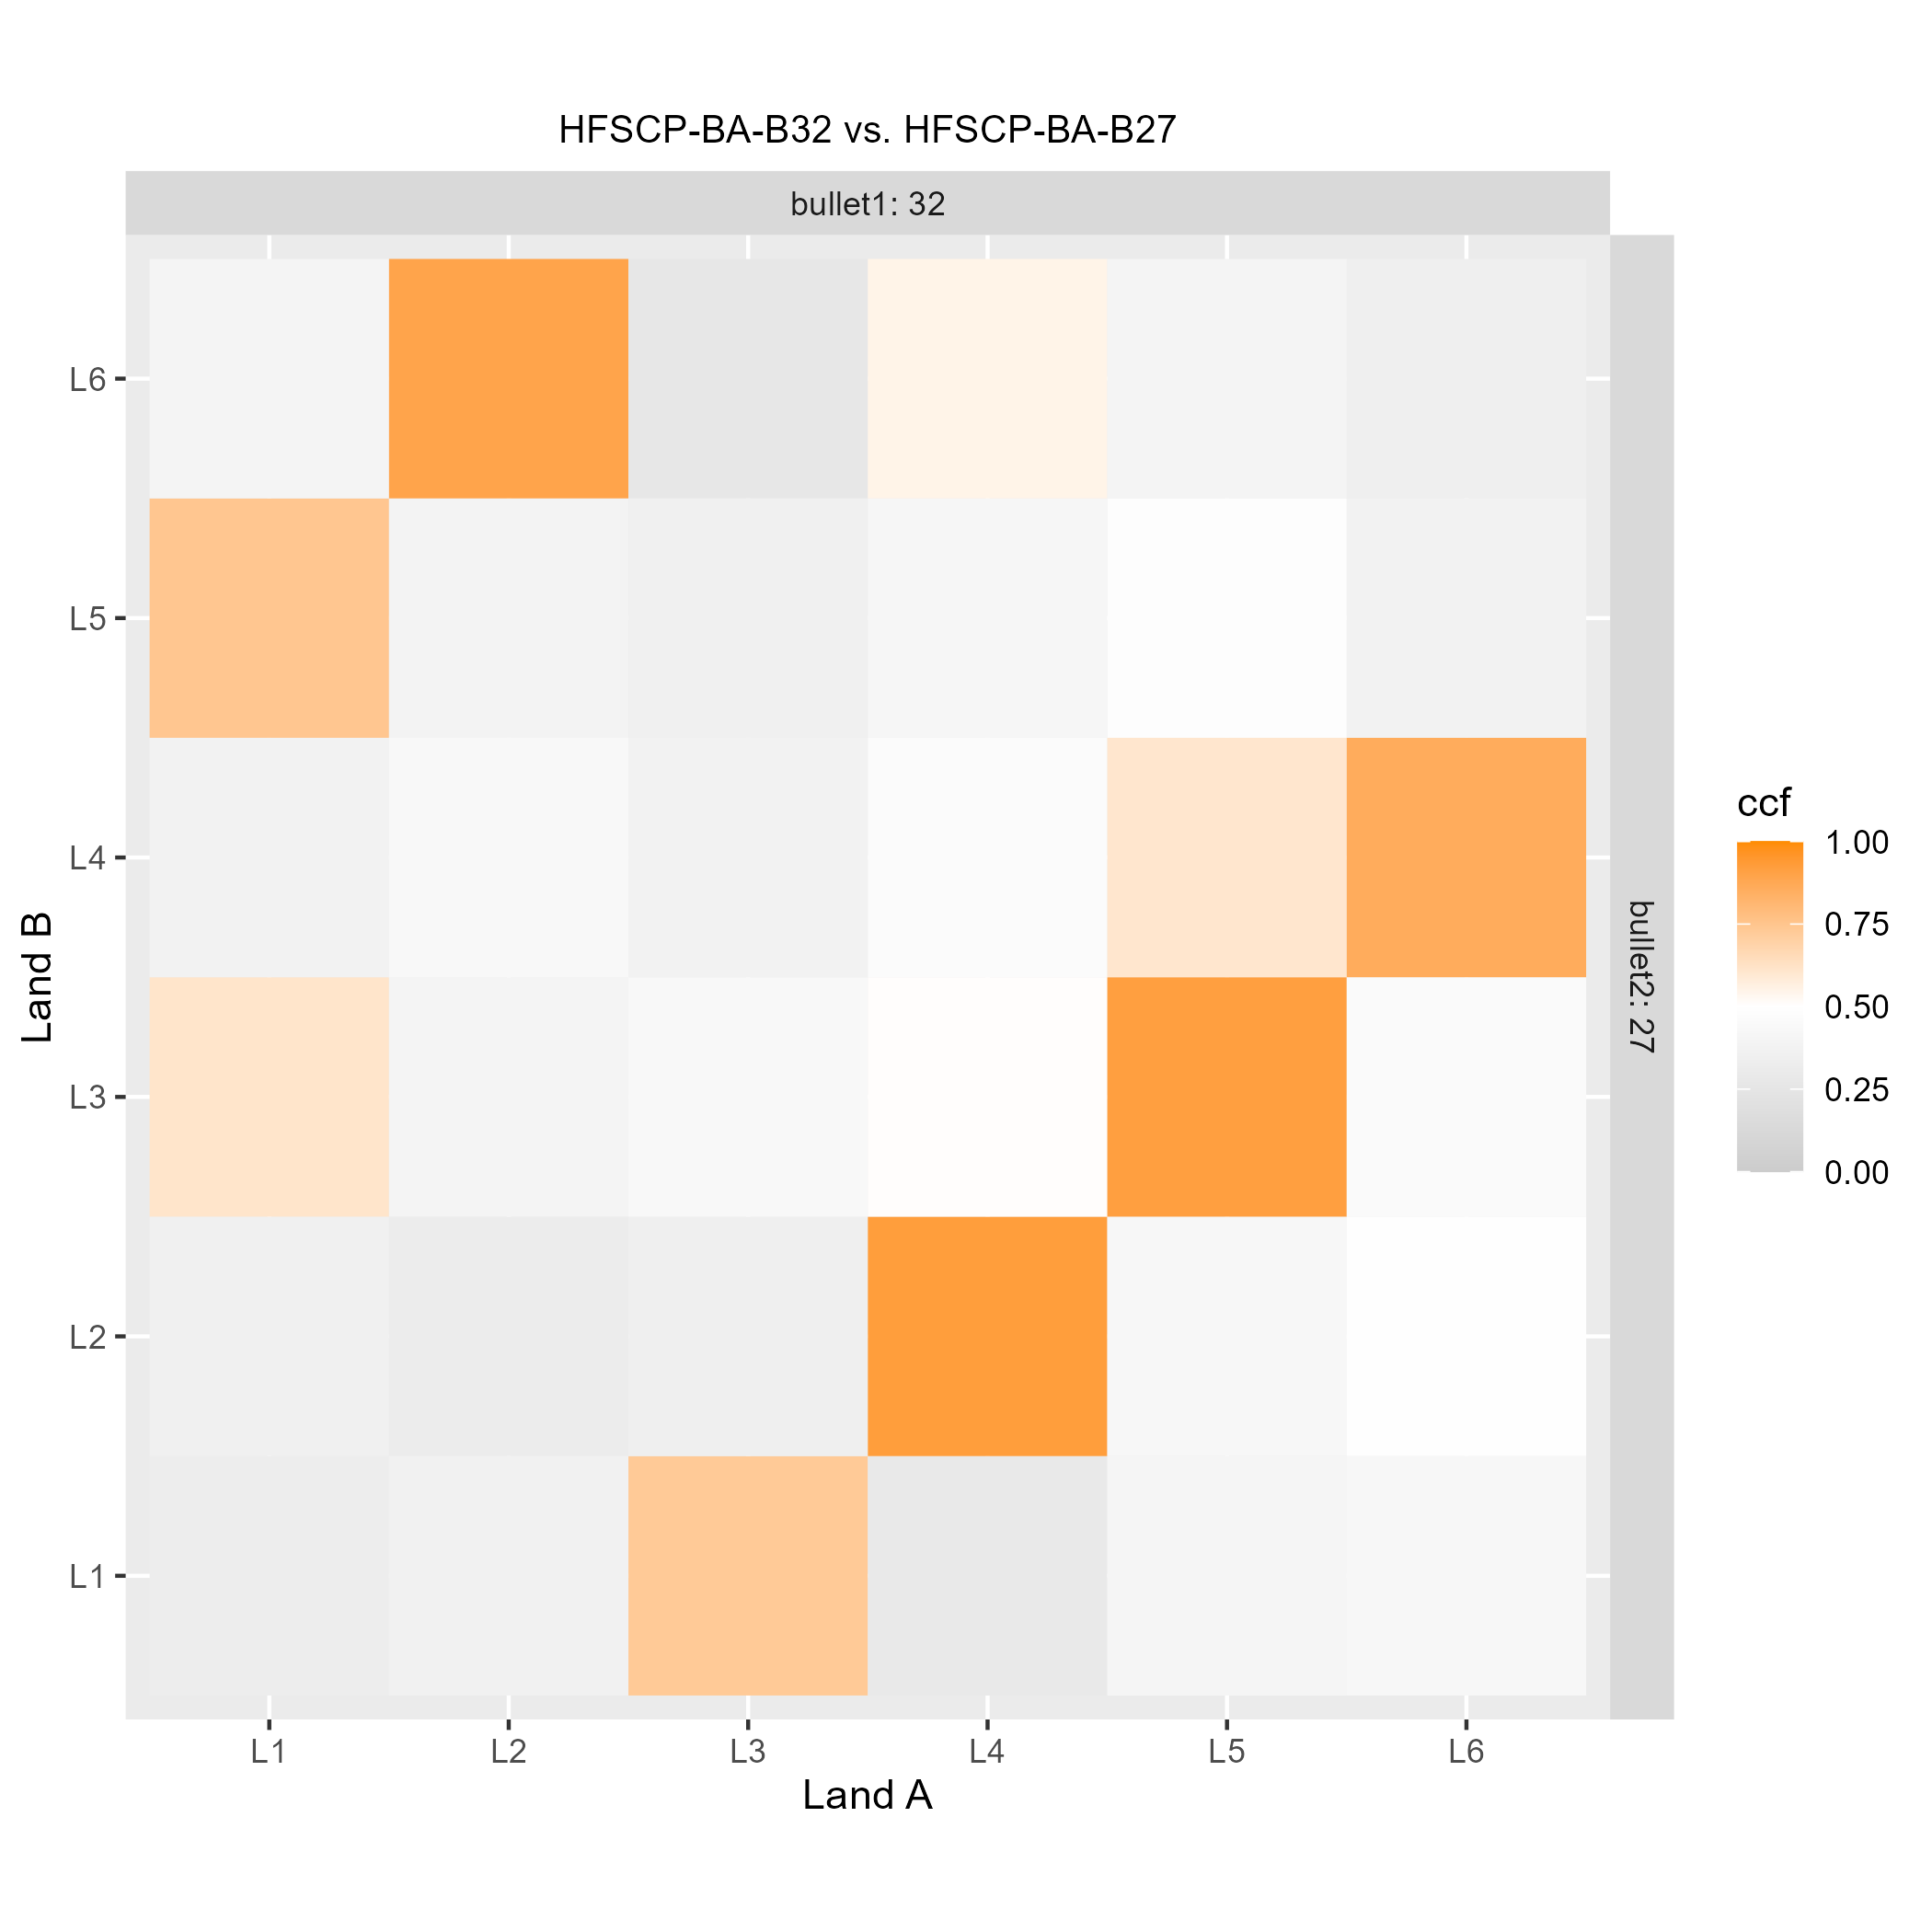 HFSCP-BA-B32 vs. HFSCP-BA-B27
bullet1: 32
L6
L5
L4
L3
L2
L1
Land B
bullet2: 27
ccf
1.00
0.75
0.50
0.25
0.00
L1 L2 L3 L4 L5 L6
Land A